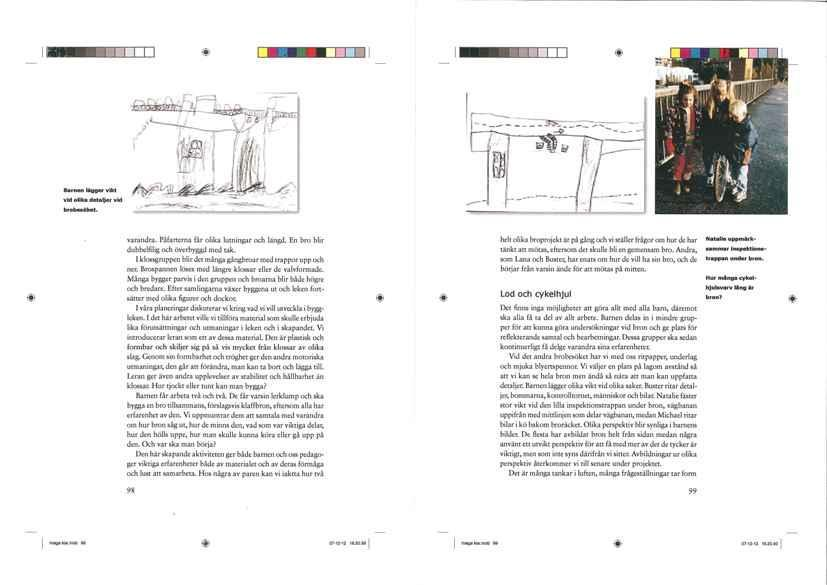 Barnen lägger vikt
vid olika detaljer vid
brobesöket.
varandra. Påfarterna får olika lutningar och längd. En bro blir
dubbelfilig och överbyggd med tak.
I klossgruppen blir det många gångbroar med trappor upp och
ner. Brospannen löses med längre klossar eller de valvformade.
Många bygger parvis i den gruppen och broarna blir både högre
och bredare. Efter samlingarna växer byggena ut och leken fort-
sätter med olika figurer och dockor.
I våra planeringar diskuterar vi kring vad vi vill utveckla i bygg-
leken. I det här arbetet ville vi tillföra material som skulle erbjuda
lika förutsättningar och utmaningar i leken och i skapandet. Vi
introducerar leran som ett av dessa material. Den är plastisk och
formbar och skiljer sig på så vis mycket från klossar av olika
slag. Genom sin formbarhet och tröghet ger den andra motoriska
utmaningar, den går att förändra, man kan ta bort och lägga till.
Leran ger även andra upplevelser av stabilitet och hållbarhet än
klossar. Hur tjockt eller tunt kan man bygga?
Barnen får arbeta två och två. De får varsin lerklump och ska
bygga en bro tillsammans, förslagsvis klaffbron, eftersom alla har
erfarenhet av den. Vi uppmuntrar dem att samtala med varandra
om hur bron såg ut, hur de minns den, vad som var viktiga delar,
hur den hölls uppe, hur man skulle kunna köra eller gå upp på
den. Och var ska man börja?
Den här skapande aktiviteten ger både barnen och oss pedago-
ger viktiga erfarenheter både av materialet och av deras förmåga
och lust att samarbeta. Hos några av paren kan vi iaktta hur två
98
helt olika broprojekt är på gång och vi ställer frågor om hur de har
tänkt att mötas, eftersom det skulle bli en gemensam bro. Andra,
som Lana och Buster, har enats om hur de vill ha sin bro, och de
börjar från varsin ände för att mötas på mitten.
Lod och cykelhjul
Det finns inga möjligheter att göra allt med alla barn, däremot
ska alla få ta del av allt arbete. Barnen delas in i mindre grup-
per för att kunna göra undersökningar vid bron och ge plats för
reflekterande samtal och bearbetningar. Dessa grupper ska sedan
kontinuerligt få delge varandra sina erfarenheter.
Vid det andra brobesöket har vi med oss ritpapper, underlag
och mjuka blyertspennor. Vi väljer en plats på lagom avstånd så
att vi kan se hela bron men ändå så nära att man kan uppfatta
detaljer. Barnen lägger olika vikt vid olika saker. Buster ritar detal-
jer, bommarna, kontrolltornet, människor och bilar. Natalie fäster
stor vikt vid den lilla inspektionstrappan under bron, vägbanan
uppifrån med mittlinjen som delar vägbanan, medan Michael ritar
bilar i kö bakom broräcket. Olika perspektiv blir synliga i barnens
bilder. De flesta har avbildat bron helt från sidan medan några
använt ett utvikt perspektiv för att få med mer av det de tycker är
viktigt, men som inte syns därifrån vi sitter. Avbildningar ur olika
perspektiv återkommer vi till senare under projektet.
Det är många tankar i luften, många frågeställningar tar form
99
Natalie uppmärk-
sammar inspektions-
trappan under bron.
Hur många cykel-
hjulsvarv lång är
bron?